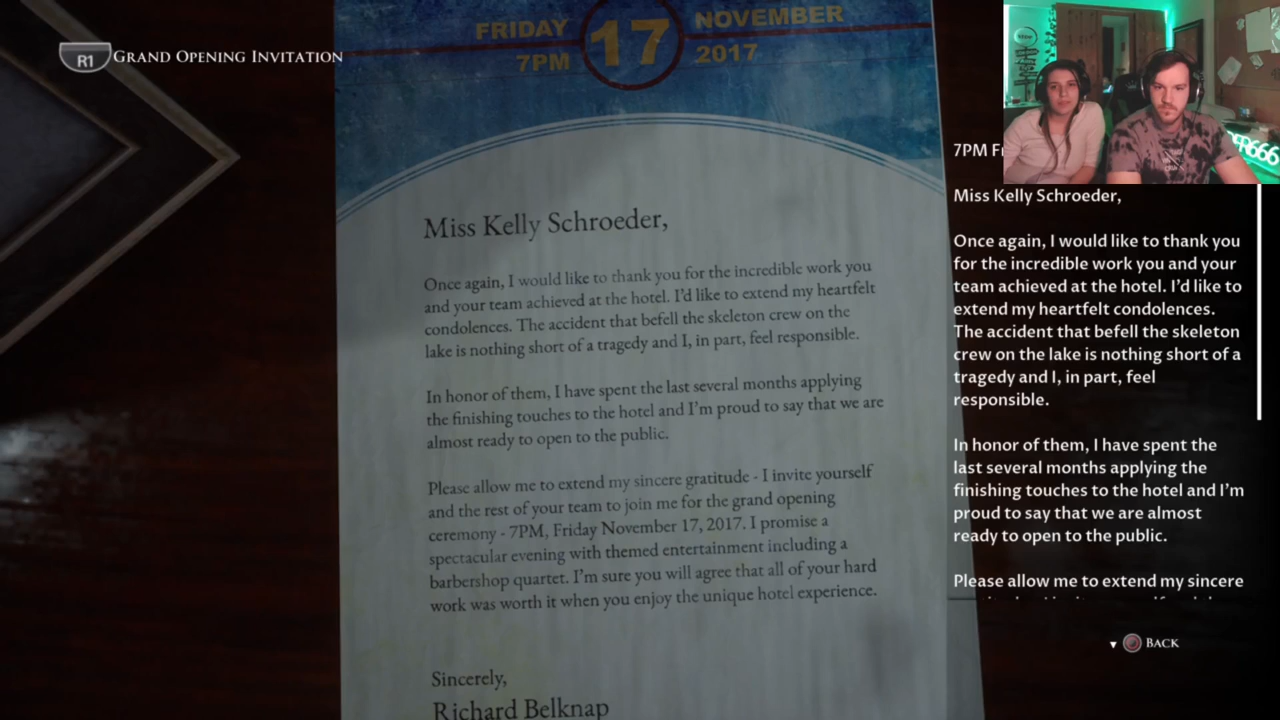 R1 GRAND OPENING INVITATION
FRIDAY 17 NOVEMBER
7PM 2017
Miss Kelly Schroeder,
Once again, I would like to thank you for the incredible work you
and your team achieved at the hotel. I'd like to extend my heartfelt
condolences. The accident that befell the skeleton crew on the
lake is nothing short of a tragedy and I, in part, feel responsible.
In honor of them, I have spent the last several months applying
the finishing touches to the hotel and I'm proud to say that we are
almost ready to open to the public.
Please allow me to extend my sincere gratitude - I invite yourself
and the rest of your team to join me for the grand opening
ceremony - 7PM, Friday November 17, 2017. I promise a
spectacular evening with themed entertainment including a
barbershop quartet. I'm sure you will agree that all of your hard
work was worth it when you enjoy the unique hotel experience.
Sincerely,
Richard Belknap
7PM
Miss Kelly Schroeder,
Once again, I would like to thank you
for the incredible work you and your
team achieved at the hotel. I'd like to
extend my heartfelt condolences.
The accident that befell the skeleton
crew on the lake is nothing short of a
tragedy and I, in part, feel
responsible.
In honor of them, I have spent the
last several months applying the
finishing touches to the hotel and I'm
proud to say that we are almost
ready to open to the public.
Please allow me to extend my sincere
BACK